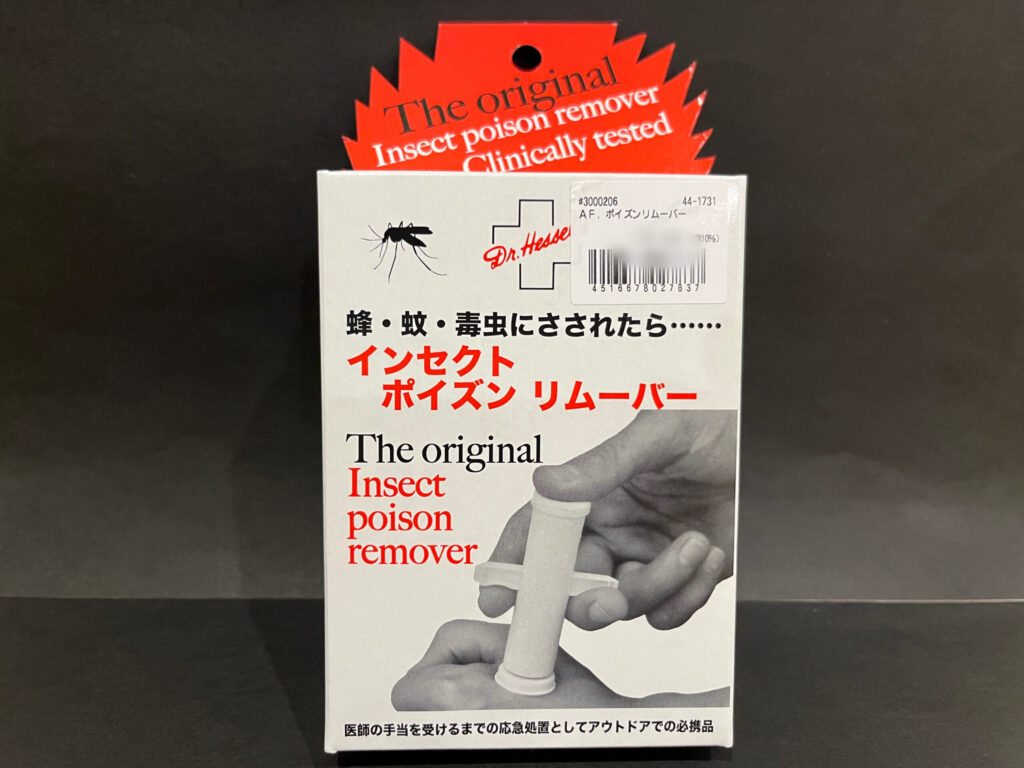 The original
Insect poison remover
Clinically tested
#3000206 44-1731
AF．ポイズンリムーバー
4516678027837
蜂・蚊・毒虫にさされたら……
インセクト
ポイズン リムーバー
The original
Insect
poison
remover
医師の手当を受けるまでの応急処置としてアウトドアでの必携品